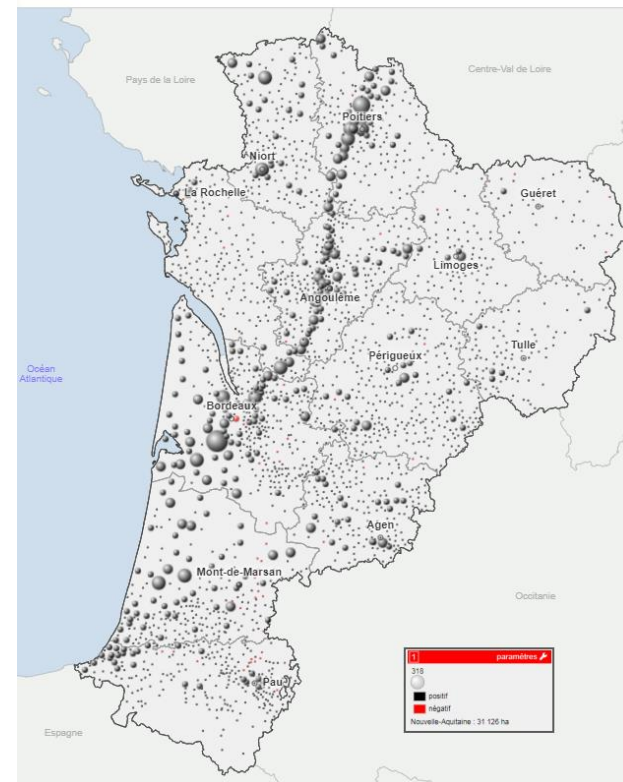 Pays de la Loire
Centre-Val de Loire
Poitiers
Niort
La Rochelle
Guéret
Limoges
Angoulême
Océan
Atlantique
Périgueux
Tulle
Bordeaux
Agen
Mont-de-Marsan
Occitanie
Pau
Espagne
1 paramètres
318
positif
négatif
Nouvelle-Aquitaine : 31 126 ha